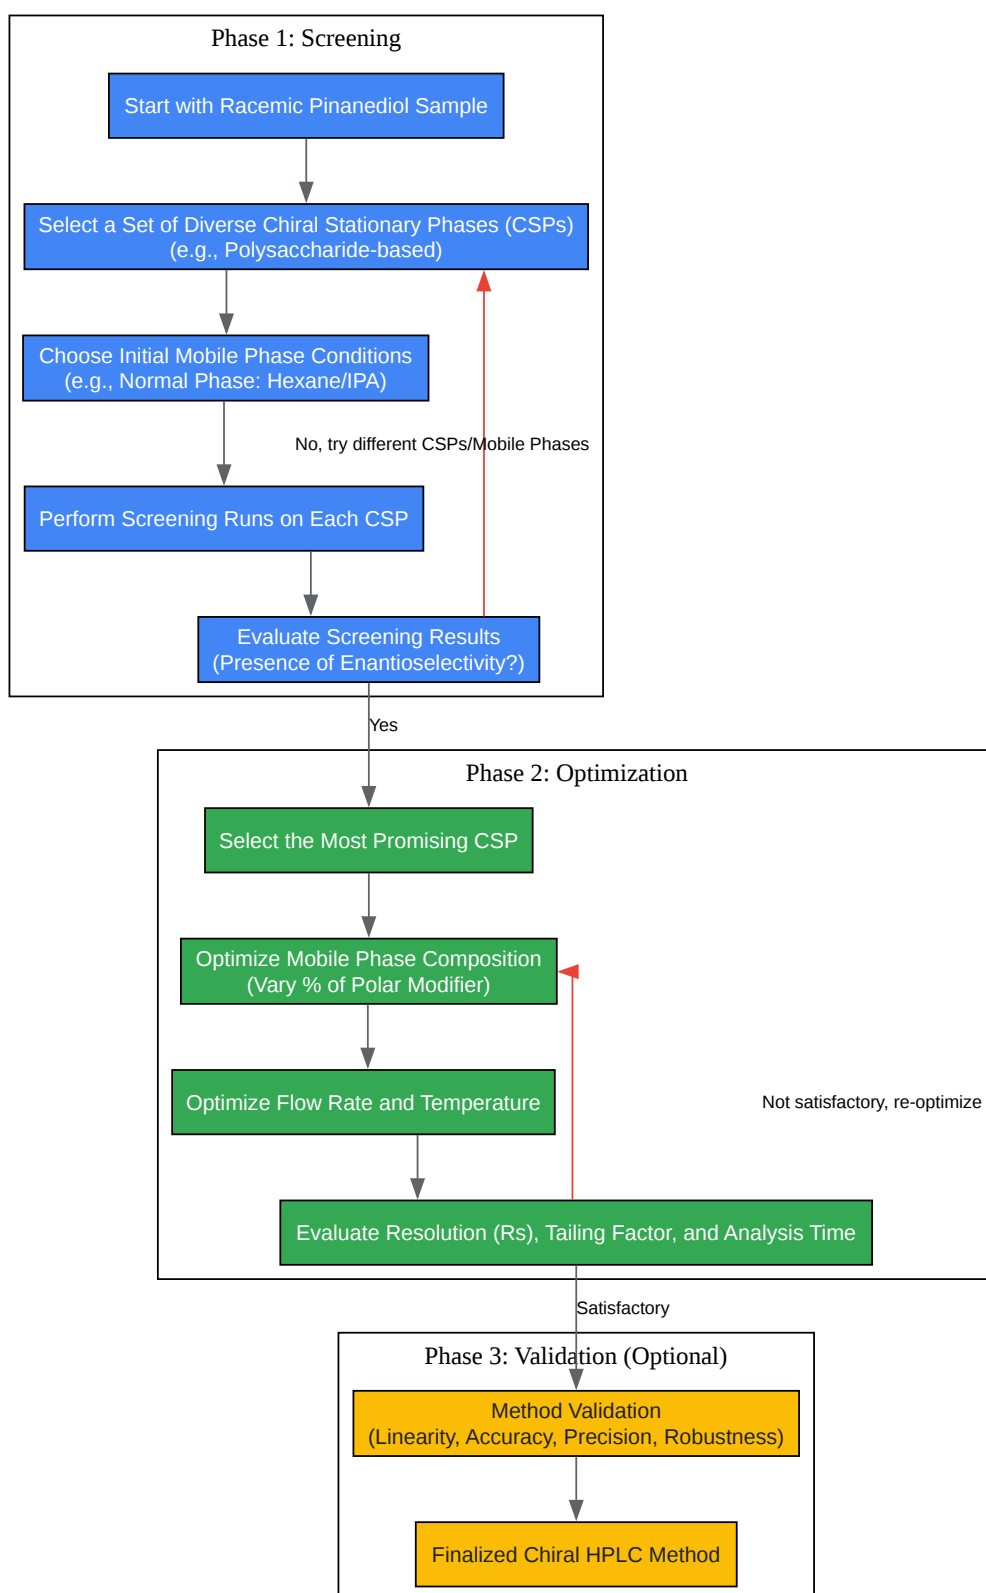 Phase 1: Screening
Start with Racemic Pinanediol Sample
Select a Set of Diverse Chiral Stationary Phases (CSPs)
(e.g., Polysaccharide-based)
Choose Initial Mobile Phase Conditions
(e.g., Normal Phase: Hexane/IPA)
No, try different CSPs/Mobile Phases
Perform Screening Runs on Each CSP
Evaluate Screening Results
(Presence of Enantioselectivity?)
Yes
Phase 2: Optimization
Select the Most Promising CSP
Optimize Mobile Phase Composition
(Vary % of Polar Modifier)
Optimize Flow Rate and Temperature
Not satisfactory, re-optimize
Evaluate Resolution (Rs), Tailing Factor, and Analysis Time
Satisfactory
Phase 3: Validation (Optional)
Method Validation
(Linearity, Accuracy, Precision, Robustness)
Finalized Chiral HPLC Method